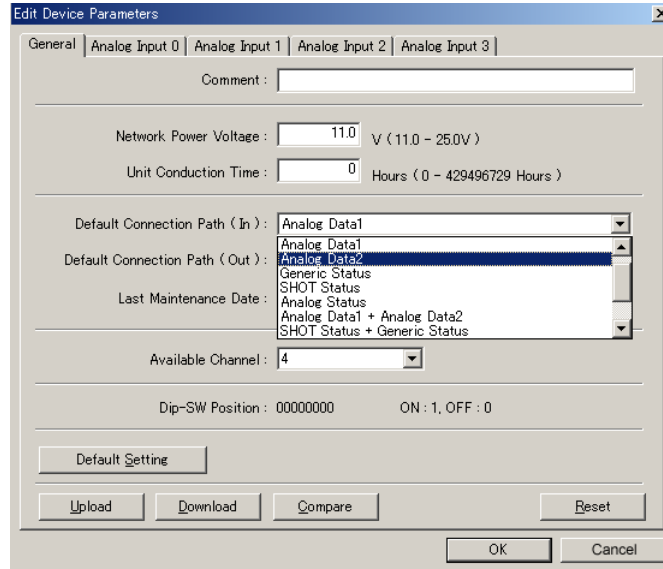 Edit Device Parameters
General Analog Input 0 Analog Input 1 Analog Input 2 Analog Input 3
Comment :
Network Power Voltage : 11.0 V ( 11.0 - 25.0V )
Unit Conduction Time : 0 Hours ( 0 - 429496729 Hours )
Default Connection Path ( In ) : Analog Data1
Analog Data1
Default Connection Path ( Out ) : Analog Data2
Generic Status
SHOT Status
Last Maintenance Date : Analog Status
Analog Data1 + Analog Data2
SHOT Status + Generic Status
Available Channel : 4
Dip-SW Position : 00000000 ON : 1, OFF : 0
Default Setting
Upload Download Compare Reset
OK Cancel